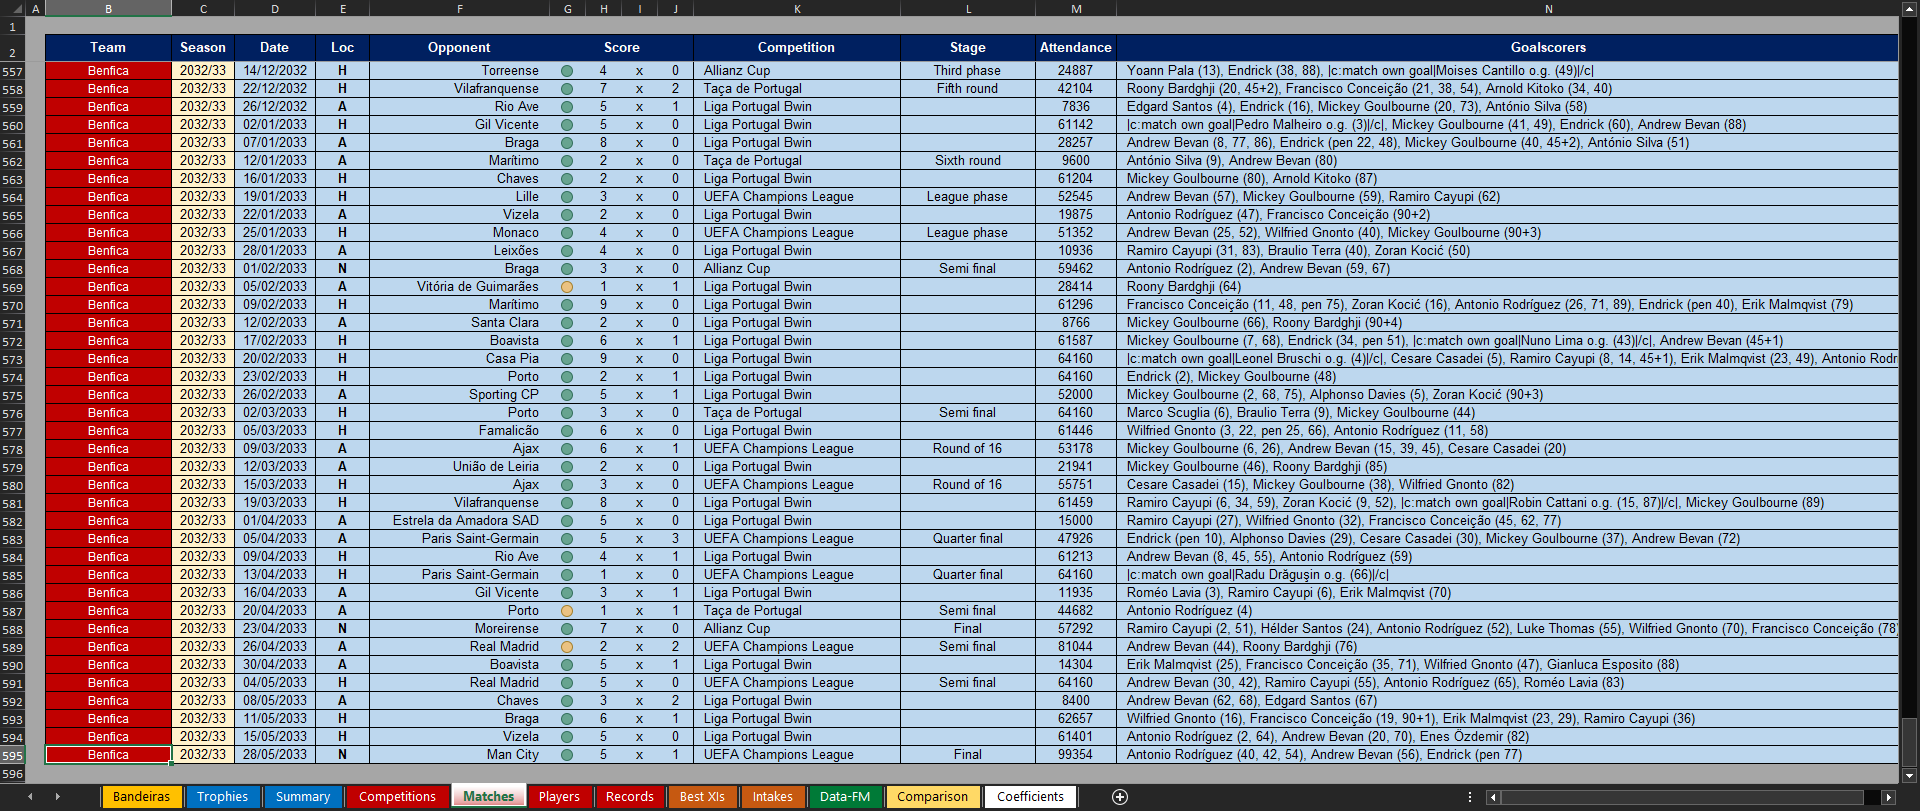 A B C D E F G H I J K L M N
1
2 Team Season Date Loc Opponent Score Competition Stage Attendance Goalscorers
557 Benfica 2032/33 14/12/2032 H Torreense 4 x 0 Allianz Cup Third phase 24887 Yoann Pala (13), Endrick (38, 88), |c:match own goal|Moises Cantillo o.g. (49)|/c|
558 Benfica 2032/33 22/12/2032 H Vilafranquense 7 x 2 Taça de Portugal Fifth round 42104 Roony Bardghji (20, 45+2), Francisco Conceição (21, 38, 54), Arnold Kitoko (34, 40)
559 Benfica 2032/33 26/12/2032 A Rio Ave 5 x 1 Liga Portugal Bwin 7836 Edgard Santos (4), Endrick (16), Mickey Goulbourne (20, 73), António Silva (58)
560 Benfica 2032/33 02/01/2033 H Gil Vicente 5 x 0 Liga Portugal Bwin 61142 |c:match own goal|Pedro Malheiro o.g. (3)|/c|, Mickey Goulbourne (41, 49), Endrick (60), Andrew Bevan (88)
561 Benfica 2032/33 07/01/2033 A Braga 8 x 0 Liga Portugal Bwin 28257 Andrew Bevan (8, 77, 86), Endrick (pen 22, 48), Mickey Goulbourne (40, 45+2), António Silva (51)
562 Benfica 2032/33 12/01/2033 A Marítimo 2 x 0 Taça de Portugal Sixth round 9600 António Silva (9), Andrew Bevan (80)
563 Benfica 2032/33 16/01/2033 H Chaves 2 x 0 Liga Portugal Bwin 61204 Mickey Goulbourne (80), Arnold Kitoko (87)
564 Benfica 2032/33 19/01/2033 H Lille 3 x 0 UEFA Champions League League phase 52545 Andrew Bevan (57), Mickey Goulbourne (59), Ramiro Cayupi (62)
565 Benfica 2032/33 22/01/2033 A Vizela 2 x 0 Liga Portugal Bwin 19875 Antonio Rodríguez (47), Francisco Conceição (90+2)
566 Benfica 2032/33 25/01/2033 H Monaco 4 x 0 UEFA Champions League League phase 51352 Andrew Bevan (25, 52), Wilfried Gnonto (40), Mickey Goulbourne (90+3)
567 Benfica 2032/33 28/01/2033 A Leixões 4 x 0 Liga Portugal Bwin 10936 Ramiro Cayupi (31, 83), Braulio Terra (40), Zoran Kocić (50)
568 Benfica 2032/33 01/02/2033 N Braga 3 x 0 Allianz Cup Semi final 59462 Antonio Rodríguez (2), Andrew Bevan (59, 67)
569 Benfica 2032/33 05/02/2033 A Vitória de Guimarães 1 x 1 Liga Portugal Bwin 28414 Roony Bardghji (64)
570 Benfica 2032/33 09/02/2033 H Marítimo 9 x 0 Liga Portugal Bwin 61296 Francisco Conceição (11, 48, pen 75), Zoran Kocić (16), Antonio Rodríguez (26, 71, 89), Endrick (pen 40), Erik Malmqvist (79)
571 Benfica 2032/33 12/02/2033 A Santa Clara 2 x 0 Liga Portugal Bwin 8766 Mickey Goulbourne (66), Roony Bardghji (90+4)
572 Benfica 2032/33 17/02/2033 H Boavista 6 x 1 Liga Portugal Bwin 61587 Mickey Goulbourne (7, 68), Endrick (34, pen 51), |c:match own goal|Nuno Lima o.g. (43)|/c|, Andrew Bevan (45+1)
573 Benfica 2032/33 20/02/2033 H Casa Pia 9 x 0 Liga Portugal Bwin 64160 |c:match own goal|Leonel Bruschi o.g. (4)|/c|, Cesare Casadei (5), Ramiro Cayupi (8, 14, 45+1), Erik Malmqvist (23, 49), Antonio Rodr
574 Benfica 2032/33 23/02/2033 H Porto 2 x 1 Liga Portugal Bwin 64160 Endrick (2), Mickey Goulbourne (48)
575 Benfica 2032/33 26/02/2033 A Sporting CP 5 x 1 Liga Portugal Bwin 52000 Mickey Goulbourne (2, 68, 75), Alphonso Davies (5), Zoran Kocić (90+3)
576 Benfica 2032/33 02/03/2033 H Porto 3 x 0 Taça de Portugal Semi final 64160 Marco Scuglia (6), Braulio Terra (9), Mickey Goulbourne (44)
577 Benfica 2032/33 05/03/2033 H Famalicão 6 x 0 Liga Portugal Bwin 61446 Wilfried Gnonto (3, 22, pen 25, 66), Antonio Rodríguez (11, 58)
578 Benfica 2032/33 09/03/2033 A Ajax 6 x 1 UEFA Champions League Round of 16 53178 Mickey Goulbourne (6, 26), Andrew Bevan (15, 39, 45), Cesare Casadei (20)
579 Benfica 2032/33 12/03/2033 A União de Leiria 2 x 0 Liga Portugal Bwin 21941 Mickey Goulbourne (46), Roony Bardghji (85)
580 Benfica 2032/33 15/03/2033 H Ajax 3 x 0 UEFA Champions League Round of 16 55751 Cesare Casadei (15), Mickey Goulbourne (38), Wilfried Gnonto (82)
581 Benfica 2032/33 19/03/2033 H Vilafranquense 8 x 0 Liga Portugal Bwin 61459 Ramiro Cayupi (6, 34, 59), Zoran Kocić (9, 52), |c:match own goal|Robin Cattani o.g. (15, 87)|/c|, Mickey Goulbourne (89)
582 Benfica 2032/33 01/04/2033 A Estrela da Amadora SAD 5 x 0 Liga Portugal Bwin 15000 Ramiro Cayupi (27), Wilfried Gnonto (32), Francisco Conceição (45, 62, 77)
583 Benfica 2032/33 05/04/2033 A Paris Saint-Germain 5 x 3 UEFA Champions League Quarter final 47926 Endrick (pen 10), Alphonso Davies (29), Cesare Casadei (30), Mickey Goulbourne (37), Andrew Bevan (72)
584 Benfica 2032/33 09/04/2033 H Rio Ave 4 x 1 Liga Portugal Bwin 61213 Andrew Bevan (8, 45, 55), Antonio Rodríguez (59)
585 Benfica 2032/33 13/04/2033 H Paris Saint-Germain 1 x 0 UEFA Champions League Quarter final 64160 |c:match own goal|Radu Drăgușin o.g. (66)|/c|
586 Benfica 2032/33 16/04/2033 A Gil Vicente 3 x 1 Liga Portugal Bwin 11935 Roméo Lavia (3), Ramiro Cayupi (6), Erik Malmqvist (70)
587 Benfica 2032/33 20/04/2033 A Porto 1 x 1 Taça de Portugal Semi final 44682 Antonio Rodríguez (4)
588 Benfica 2032/33 23/04/2033 N Moreirense 7 x 0 Allianz Cup Final 57292 Ramiro Cayupi (2, 51), Hélder Santos (24), Antonio Rodríguez (52), Luke Thomas (55), Wilfried Gnonto (70), Francisco Conceição (78)
589 Benfica 2032/33 26/04/2033 A Real Madrid 2 x 2 UEFA Champions League Semi final 81044 Andrew Bevan (44), Roony Bardghji (76)
590 Benfica 2032/33 30/04/2033 A Boavista 5 x 1 Liga Portugal Bwin 14304 Erik Malmqvist (25), Francisco Conceição (35, 71), Wilfried Gnonto (47), Gianluca Esposito (88)
591 Benfica 2032/33 04/05/2033 H Real Madrid 5 x 0 UEFA Champions League Semi final 64160 Andrew Bevan (30, 42), Ramiro Cayupi (55), Antonio Rodríguez (65), Roméo Lavia (83)
592 Benfica 2032/33 08/05/2033 A Chaves 3 x 2 Liga Portugal Bwin 8400 Andrew Bevan (62, 68), Edgard Santos (67)
593 Benfica 2032/33 11/05/2033 H Braga 6 x 1 Liga Portugal Bwin 62657 Wilfried Gnonto (16), Francisco Conceição (19, 90+1), Erik Malmqvist (23, 29), Ramiro Cayupi (36)
594 Benfica 2032/33 15/05/2033 H Vizela 5 x 0 Liga Portugal Bwin 61401 Antonio Rodríguez (2, 64), Andrew Bevan (20, 70), Enes Özdemir (82)
595 Benfica 2032/33 28/05/2033 N Man City 5 x 1 UEFA Champions League Final 99354 Antonio Rodríguez (40, 42, 54), Andrew Bevan (56), Endrick (pen 77)
596
Bandeiras Trophies Summary Competitions Matches Players Records Best XIs Intakes Data-FM Comparison Coefficients